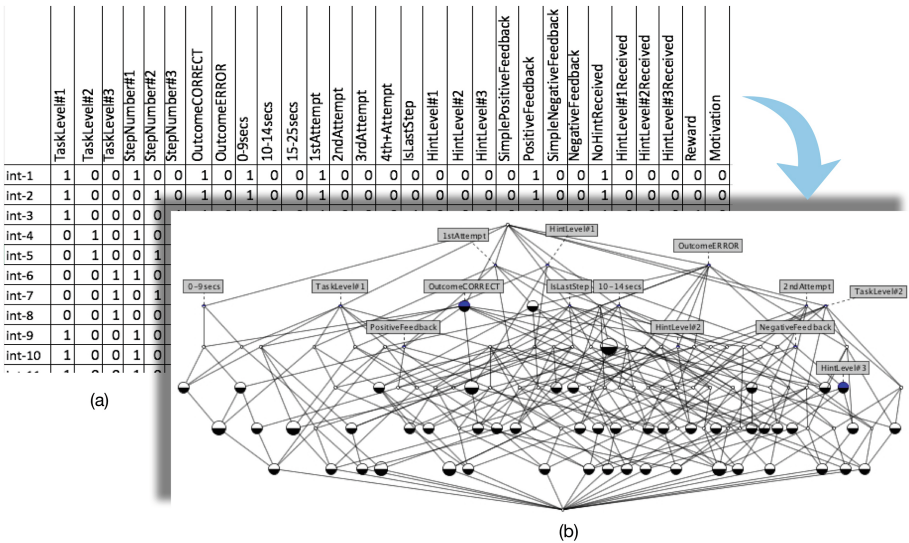 TaskLevel#1
TaskLevel#2
TaskLevel#3
StepNumber#1
StepNumber#2
StepNumber#3
OutcomeCORRECT
OutcomeERROR
0-9secs
10-14secs
15-25secs
1stAttempt
2ndAttempt
3rdAttempt
4th+Attempt
IsLastStep
HintLevel#1
HintLevel#2
HintLevel#3
SimplePositiveFeedback
PositiveFeedback
SimpleNegativeFeedback
NegativeFeedback
NoHintReceived
HintLevel#1Received
HintLevel#2Received
HintLevel#3Received
Reward
Motivation
int-1 1 0 0 1 0 0 1 0 1 0 0 1 0 0 0 0 0 0 0 0 1 0 0 1 0 0 0 0 0
int-2 1 0 0 0 1 0 1 0 1 0 0 1 0 0 0 0 0 0 0 0 1 0 0 1 0 0 0 0 0
int-3 1 0 0 0 0
int-4 0 1 0 1 0
int-5 0 1 0 0 1
int-6 0 0 1 1 0
int-7 0 0 1 0 1
int-8 0 0 1 0 0
int-9 1 0 0 1 0
int-10 1 0 0 1 0
(a)
1stAttempt
HintLevel#1
OutcomeERROR
0-9secs
TaskLevel#1
OutcomeCORRECT
IsLastStep
10-14secs
2ndAttempt
TaskLevel#2
PositiveFeedback
HintLevel#2
NegativeFeedback
HintLevel#3
(b)